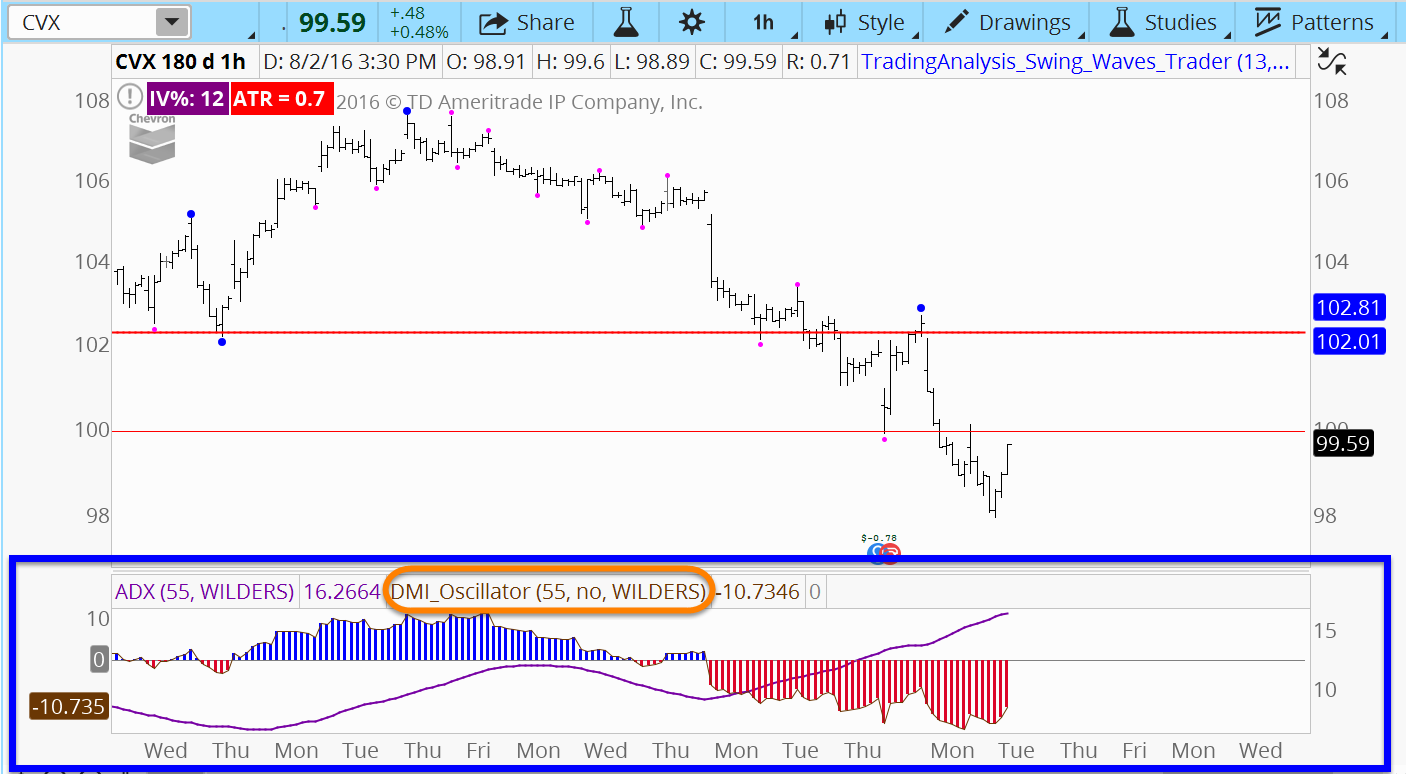 CVX
99.59
+.48
+0.48%
Share
1h
Style
Drawings
Studies
Patterns
CVX 180 d 1h D: 8/2/16 3:30 PM O: 98.91 H: 99.6 L: 98.89 C: 99.59 R: 0.71 TradingAnalysis_Swing_Waves_Trader (13,...
IV%: 12 ATR = 0.7 2016 © TD Ameritrade IP Company, Inc.
Chevron
108 108
106 106
104 104
102.81
102 102.01
100 100
99.59
98 98
$-0.78
ADX (55, WILDERS) 16.2664 DMI_Oscillator (55, no, WILDERS) -10.7346 0
10 15
0
10
-10.735
Wed Thu Mon Tue Thu Fri Mon Wed Thu Mon Tue Thu Mon Tue Thu Fri Mon Wed